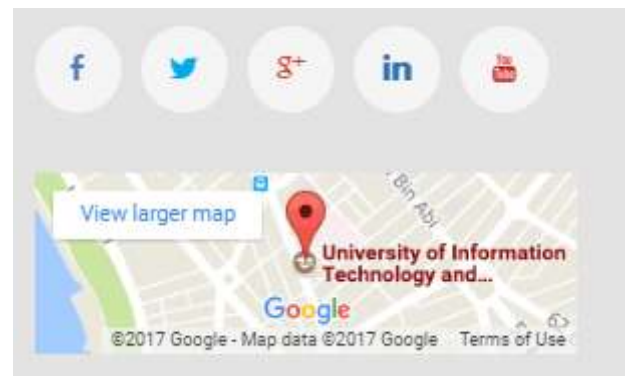 f g+ in You Tube
Bin Abi
View larger map
University of Information
Technology and...
Google
©2017 Google - Map data ©2017 Google Terms of Use